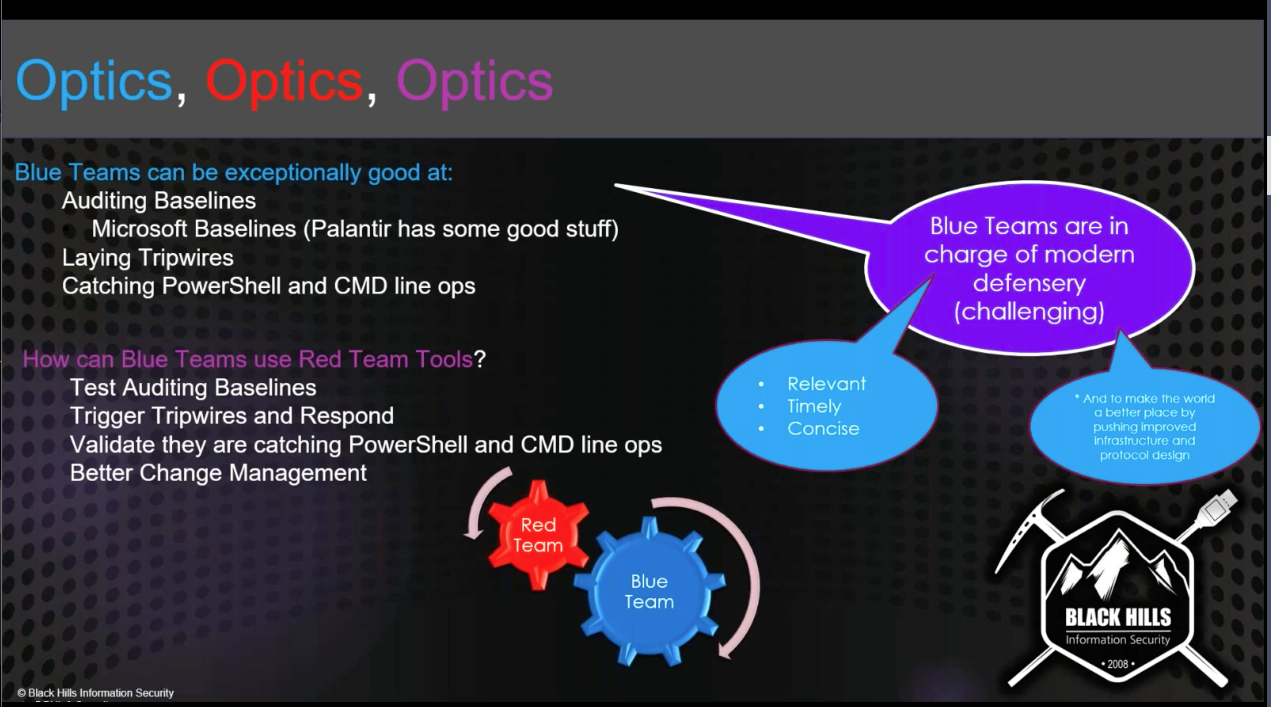 Optics, Optics, Optics
Blue Teams can be exceptionally good at:
Auditing Baselines
Microsoft Baselines (Palantir has some good stuff)
Laying Tripwires
Catching PowerShell and CMD line ops
How can Blue Teams use Red Team Tools?
Test Auditing Baselines
Trigger Tripwires and Respond
Validate they are catching PowerShell and CMD line ops
Better Change Management
Blue Teams are in
charge of modern
defensery
(challenging)
• Relevant
• Timely
• Concise
* And to make the world
a better place by
pushing improved
infrastructure and
protocol design
Red
Team
Blue
Team
BLACK HILLS
Information Security
• 2008 •
© Black Hills Information Security